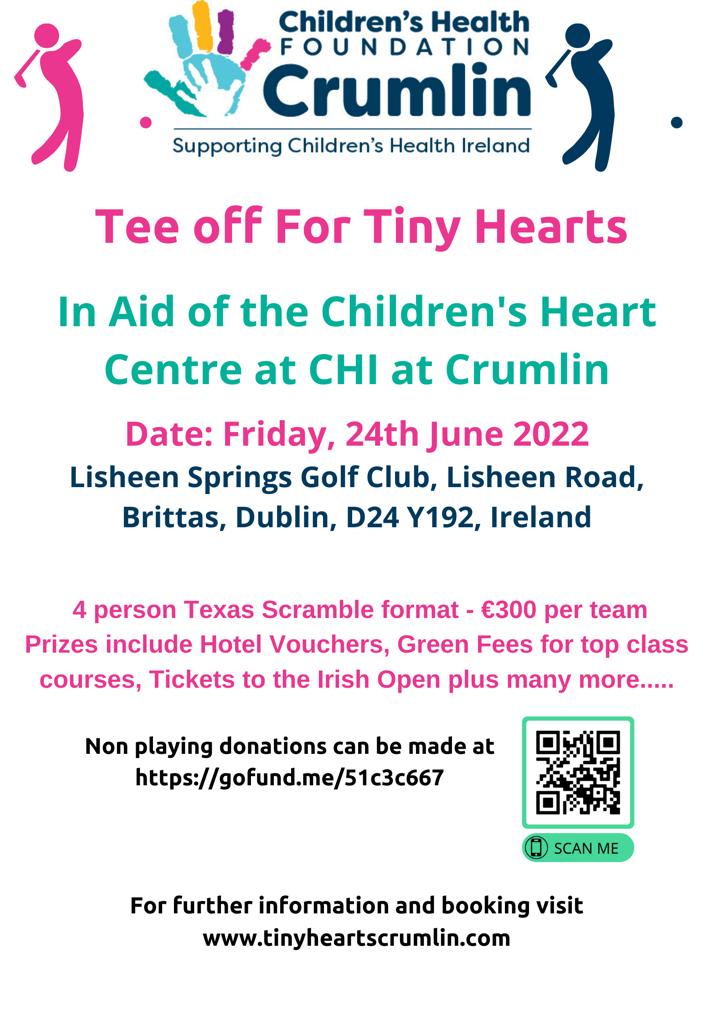 Children's Health
FOUNDATION
Crumlin
Supporting Children's Health Ireland
Tee off For Tiny Hearts
In Aid of the Children's Heart
Centre at CHI at Crumlin
Date: Friday, 24th June 2022
Lisheen Springs Golf Club, Lisheen Road,
Brittas, Dublin, D24 Y192, Ireland
4 person Texas Scramble format - €300 per team
Prizes include Hotel Vouchers, Green Fees for top class
courses, Tickets to the Irish Open plus many more.....
Non playing donations can be made at
https://gofund.me/51c3c667
SCAN ME
For further information and booking visit
www.tinyheartscrumlin.com